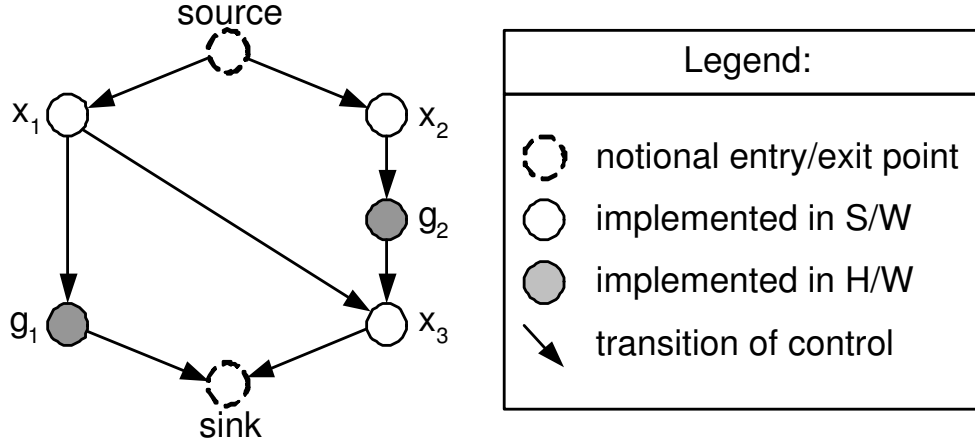 source
x1
x2
g2
g1
x3
sink
Legend:
notional entry/exit point
implemented in S/W
implemented in H/W
transition of control